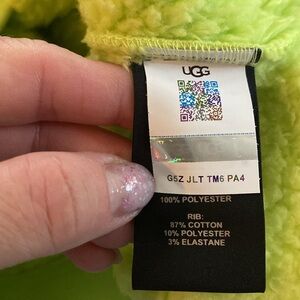 UGG
G5Z JLT TM6 PA4
100% POLYESTER
RIB:
87% COTTON
10% POLYESTER
3% ELASTANE